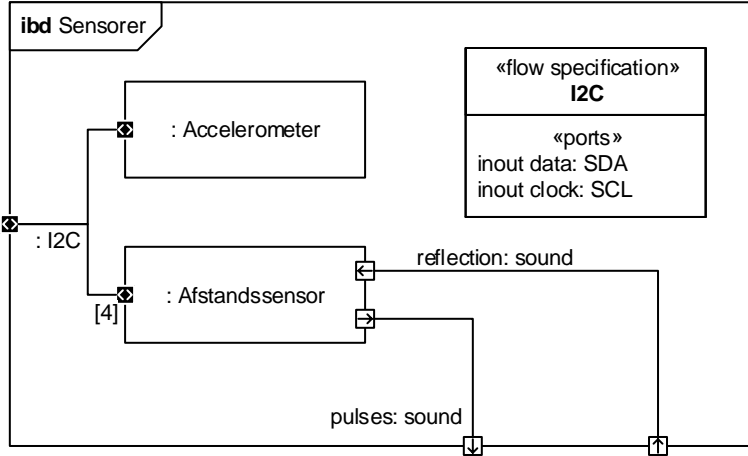 ibd Sensorer
«flow specification»
I2C
«ports»
inout data: SDA
inout clock: SCL
: Accelerometer
: I2C
: Afstandssensor
[4]
reflection: sound
pulses: sound